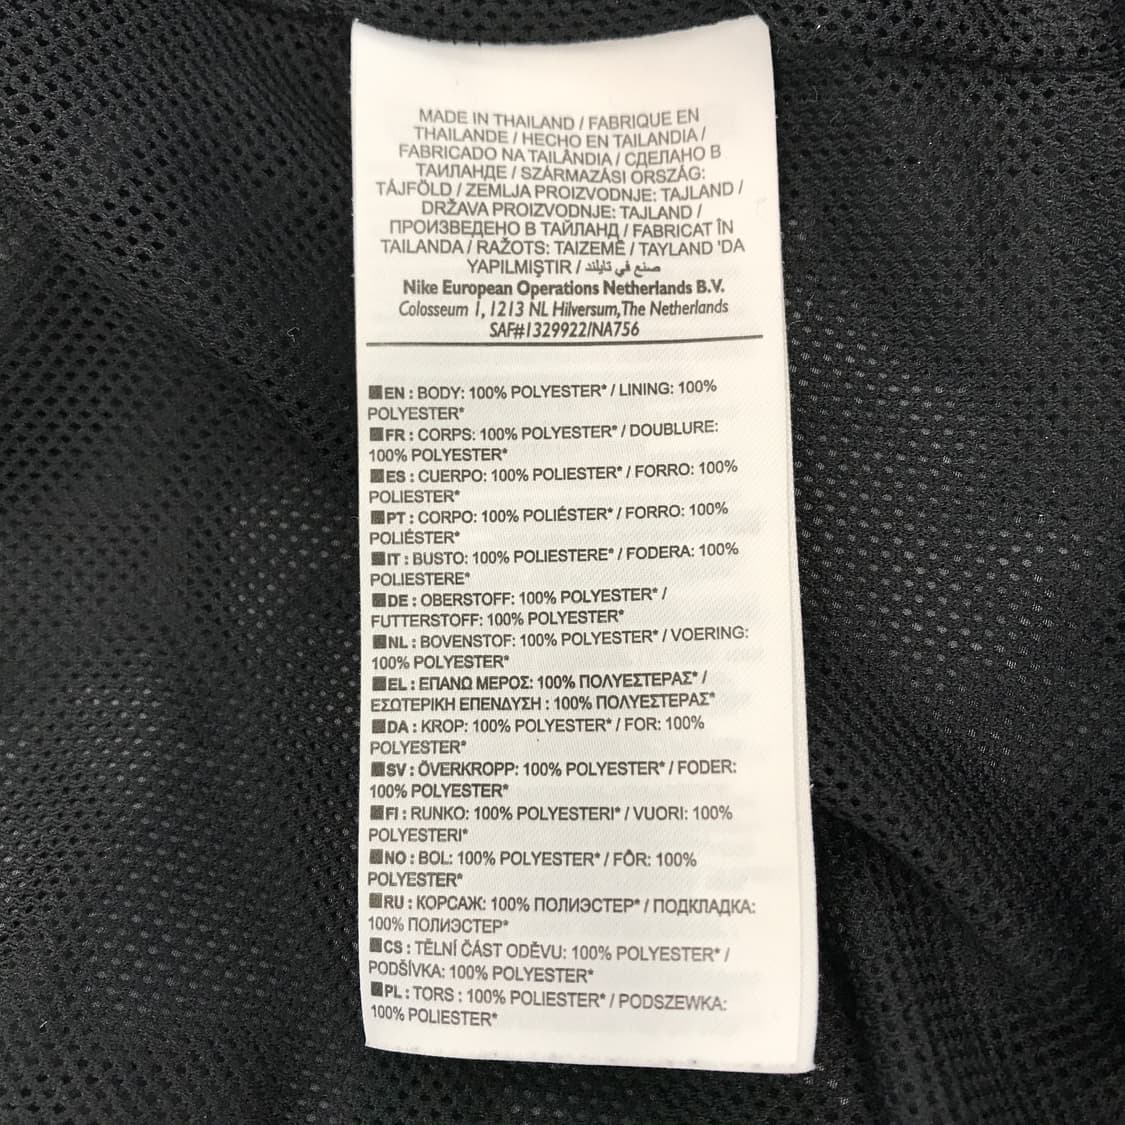 MADE IN THAILAND / FABRIQUE EN
THAILANDE / HECHO EN TAILANDIA /
FABRICADO NA TAILÂNDIA / СДЕЛАНО В
ТАИЛАНДЕ / SZÁRMAZÁSI ORSZÁG:
TÁJFÖLD / ZEMLJA PROIZVODNJE: TAJLAND /
DRŽAVA PROIZVODNJE: TAJLAND /
ПРОИЗВЕДЕНО В ТАЙЛАНД / FABRICAT ÎN
TAILANDA / RAŽOTS: TAIZEMĒ / TAYLAND 'DA
YAPILMIŞTIR / صنع في تايلند
Nike European Operations Netherlands B.V.
Colosseum 1, 1213 NL Hilversum, The Netherlands
SAF#1329922/NA756
EN : BODY: 100% POLYESTER* / LINING: 100%
POLYESTER*
FR : CORPS: 100% POLYESTER* / DOUBLURE:
100% POLYESTER*
ES : CUERPO: 100% POLIESTER* / FORRO: 100%
POLIESTER*
PT : CORPO: 100% POLIÉSTER* / FORRO: 100%
POLIÉSTER*
IT : BUSTO: 100% POLIESTERE* / FODERA: 100%
POLIESTERE*
DE : OBERSTOFF: 100% POLYESTER* /
FUTTERSTOFF: 100% POLYESTER*
NL : BOVENSTOF: 100% POLYESTER* / VOERING:
100% POLYESTER*
EL : ΕΠΑΝΩ ΜΕΡΟΣ: 100% ΠΟΛΥΕΣΤΕΡΑΣ* /
ΕΣΩΤΕΡΙΚΗ ΕΠΕΝΔΥΣΗ : 100% ΠΟΛΥΕΣΤΕΡΑΣ*
DA : KROP: 100% POLYESTER* / FOR: 100%
POLYESTER*
SV : ÖVERKROPP: 100% POLYESTER* / FODER:
100% POLYESTER*
FI : RUNKO: 100% POLYESTERI* / VUORI: 100%
POLYESTERI*
NO : BOL: 100% POLYESTER* / FÔR: 100%
POLYESTER*
RU : КОРСАЖ: 100% ПОЛИЭСТЕР* / ПОДКЛАДКА:
100% ПОЛИЭСТЕР*
CS : TĚLNÍ ČÁST ODĚVU: 100% POLYESTER* /
PODŠÍVKA: 100% POLYESTER*
PL : TORS : 100% POLIESTER* / PODSZEWKA:
100% POLIESTER*